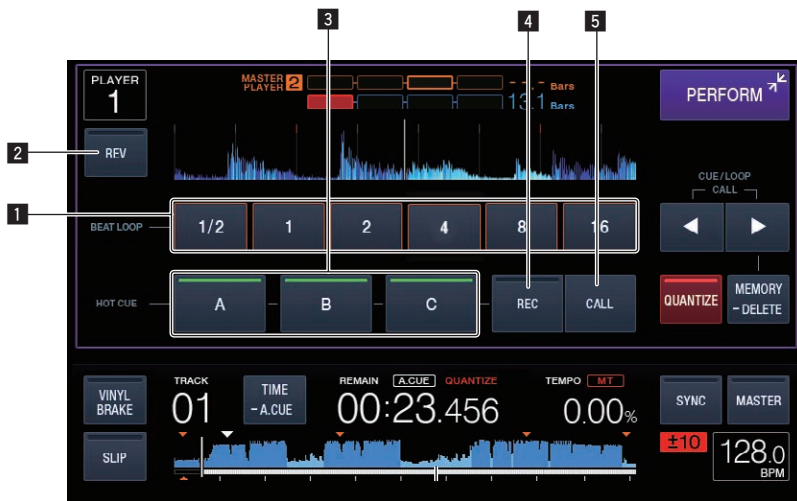 3
4
5
PLAYER
1
MASTER
PLAYER 2
--.- Bars
13.1 Bars
PERFORM
2
REV
CUE/LOOP
CALL
1
BEAT LOOP
1/2
1
2
4
8
16
HOT CUE
A
B
C
REC
CALL
QUANTIZE
MEMORY
- DELETE
VINYL
BRAKE
TRACK
01
TIME
- A.CUE
REMAIN
A.CUE
QUANTIZE
00:23.456
TEMPO
MT
0.00%
SYNC
MASTER
SLIP
±10
128.0
BPM